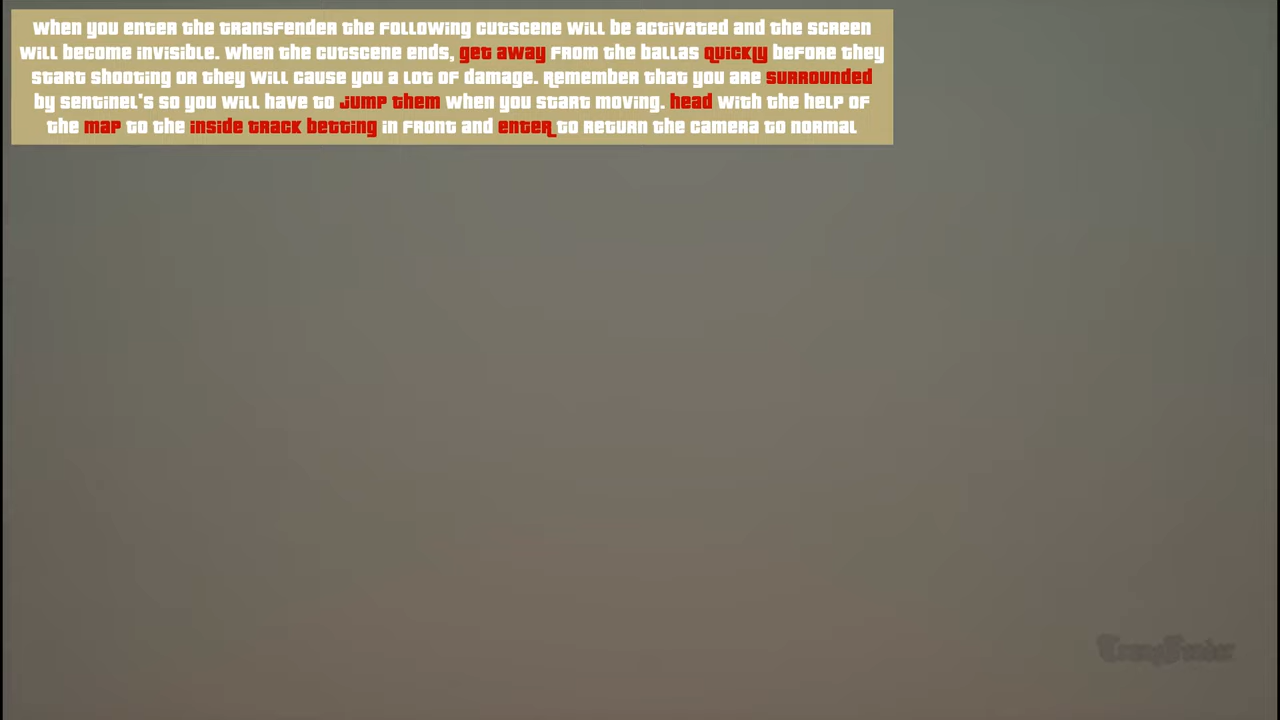 when you enter the transfender the following cutscene will be activated and the screen
will become invisible. When the cutscene ends, get away from the ballas quickly before they
start shooting or they will cause you a lot of damage. Remember that you are surrounded
by sentinel's so you will have to jump them when you start moving. head with the help of
the map to the inside track betting in front and enter to return the camera to normal
TransFender